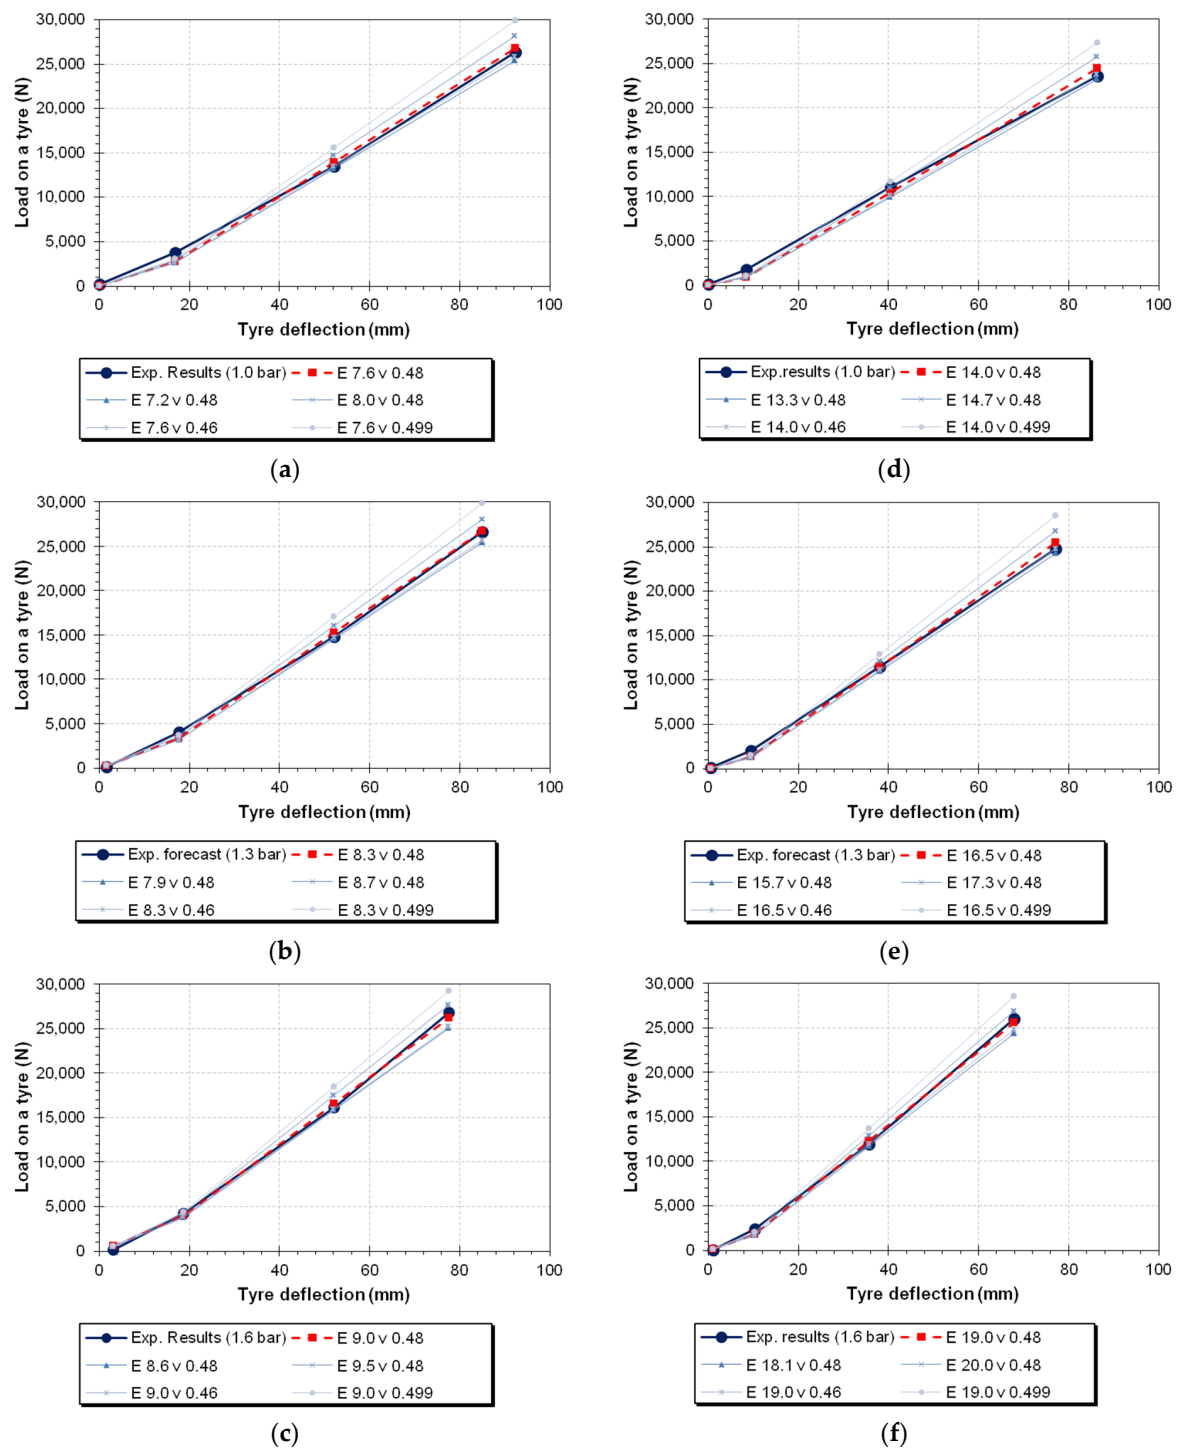 30,000
25,000
20,000
15,000
10,000
5,000
0
Load on a tyre (N)
0 20 40 60 80 100
Tyre deflection (mm)
Exp. Results (1.0 bar) E 7.6 v 0.48
E 7.2 v 0.48 E 8.0 v 0.48
E 7.6 v 0.46 E 7.6 v 0.499
(a)
30,000
25,000
20,000
15,000
10,000
5,000
0
Load on a tyre (N)
0 20 40 60 80 100
Tyre deflection (mm)
Exp.results (1.0 bar) E 14.0 v 0.48
E 13.3 v 0.48 E 14.7 v 0.48
E 14.0 v 0.46 E 14.0 v 0.499
(d)
30,000
25,000
20,000
15,000
10,000
5,000
0
Load on a tyre (N)
0 20 40 60 80 100
Tyre deflection (mm)
Exp. forecast (1.3 bar) E 8.3 v 0.48
E 7.9 v 0.48 E 8.7 v 0.48
E 8.3 v 0.46 E 8.3 v 0.499
(b)
30,000
25,000
20,000
15,000
10,000
5,000
0
Load on a tyre (N)
0 20 40 60 80 100
Tyre deflection (mm)
Exp. forecast (1.3 bar) E 16.5 v 0.48
E 15.7 v 0.48 E 17.3 v 0.48
E 16.5 v 0.46 E 16.5 v 0.499
(e)
30,000
25,000
20,000
15,000
10,000
5,000
0
Load on a tyre (N)
0 20 40 60 80 100
Tyre deflection (mm)
Exp. Results (1.6 bar) E 9.0 v 0.48
E 8.6 v 0.48 E 9.5 v 0.48
E 9.0 v 0.46 E 9.0 v 0.499
(c)
30,000
25,000
20,000
15,000
10,000
5,000
0
Load on a tyre (N)
0 20 40 60 80 100
Tyre deflection (mm)
Exp. results (1.6 bar) E 19.0 v 0.48
E 18.1 v 0.48 E 20.0 v 0.48
E 19.0 v 0.46 E 19.0 v 0.499
(f)